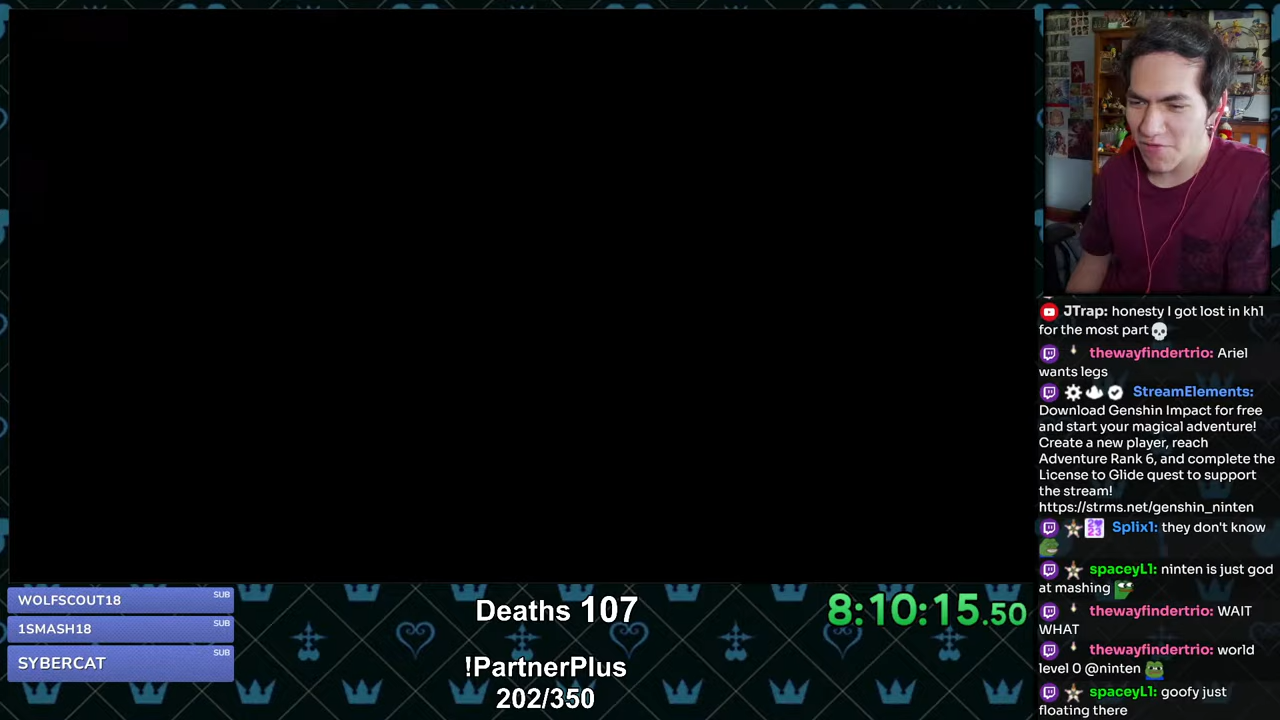 JTrap: honesty I got lost in kh1
for the most part
thewayfindertrio: Ariel
wants legs
StreamElements:
Download Genshin Impact for free
and start your magical adventure!
Create a new player, reach
Adventure Rank 6, and complete the
License to Glide quest to support
the stream!
https://strms.net/genshin_ninten
Splix1: they don't know
spaceyL1: ninten is just god
at mashing
thewayfindertrio: WAIT
WHAT
thewayfindertrio: world
level 0 @ninten
spaceyL1: goofy just
floating there
WOLFSCOUT18 SUB
1SMASH18 SUB
SYBERCAT SUB
Deaths 107
!PartnerPlus
202/350
8:10:15.50